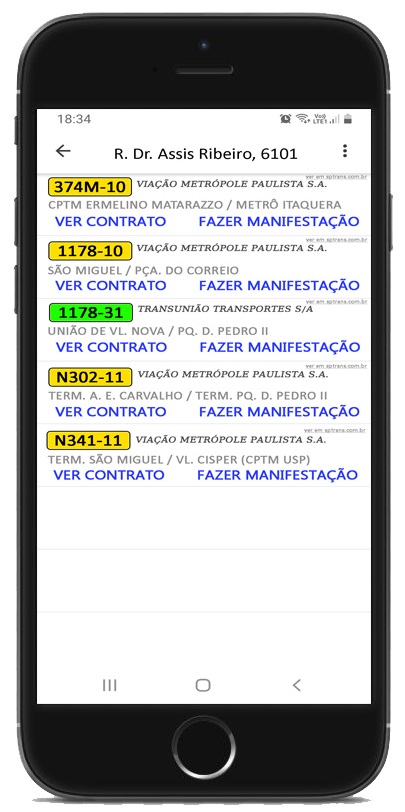 18:34
Vo)) LTE1
R. Dr. Assis Ribeiro, 6101
ver em sptrans.com.br
374M-10 VIAÇÃO METRÓPOLE PAULISTA S.A.
CPTM ERMELINO MATARAZZO / METRÔ ITAQUERA
VER CONTRATO FAZER MANIFESTAÇÃO
ver em sptrans.com.br
1178-10 VIAÇÃO METRÓPOLE PAULISTA S.A.
SÃO MIGUEL / PÇA. DO CORREIO
VER CONTRATO FAZER MANIFESTAÇÃO
ver em sptrans.com.br
1178-31 TRANSUNIÃO TRANSPORTES S/A
UNIÃO DE VL. NOVA / PQ. D. PEDRO II
VER CONTRATO FAZER MANIFESTAÇÃO
ver em sptrans.com.br
N302-11 VIAÇÃO METRÓPOLE PAULISTA S.A.
TERM. A. E. CARVALHO / TERM. PQ. D. PEDRO II
VER CONTRATO FAZER MANIFESTAÇÃO
ver em sptrans.com.br
N341-11 VIAÇÃO METRÓPOLE PAULISTA S.A.
TERM. SÃO MIGUEL / VL. CISPER (CPTM USP)
VER CONTRATO FAZER MANIFESTAÇÃO